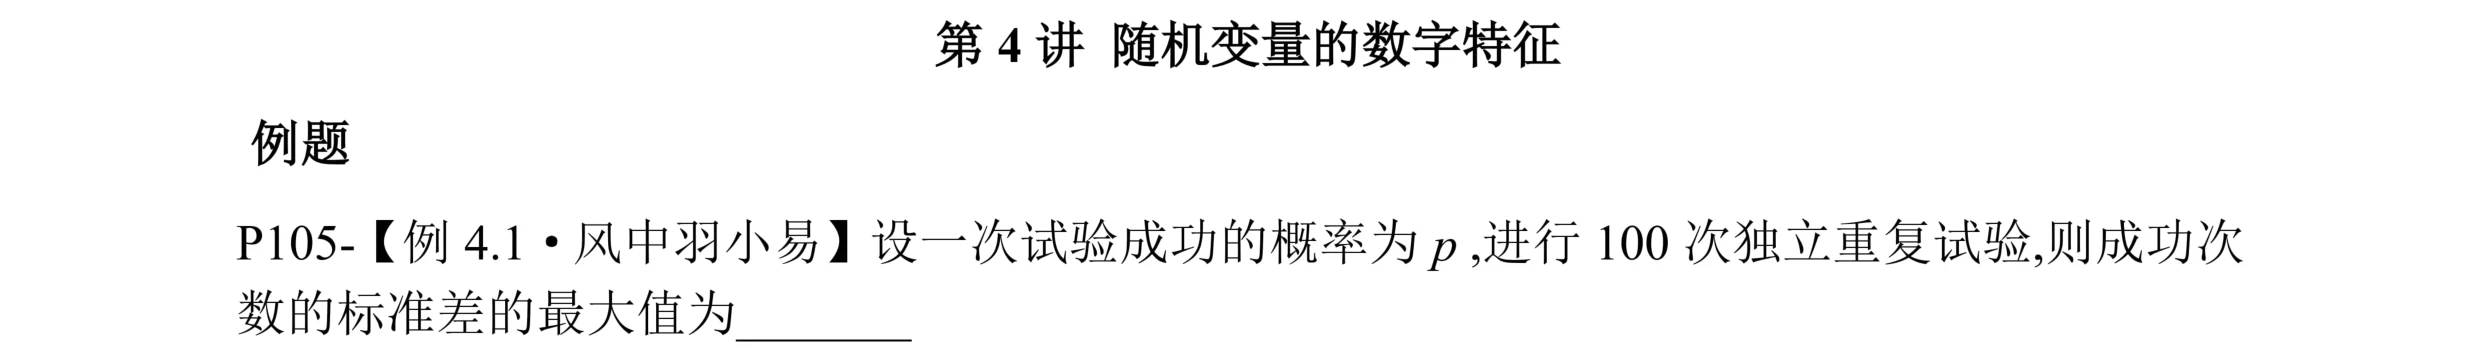 第 4 讲 随机变量的数字特征
例题
P105-【例 4.1·风中羽小易】设一次试验成功的概率为 p ,进行 100 次独立重复试验,则成功次
数的标准差的最大值为________